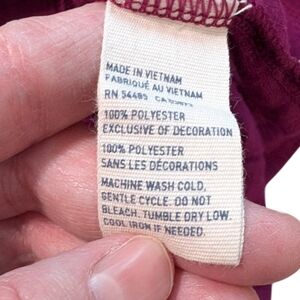 MADE IN VIETNAM
FABRIQUÉ AU VIETNAM
RN 54485
100% POLYESTER
EXCLUSIVE OF DECORATION
100% POLYESTER
SANS LES DÉCORATIONS
MACHINE WASH COLD,
GENTLE CYCLE. DO NOT
BLEACH. TUMBLE DRY LOW.
COOL IRON IF NEEDED.